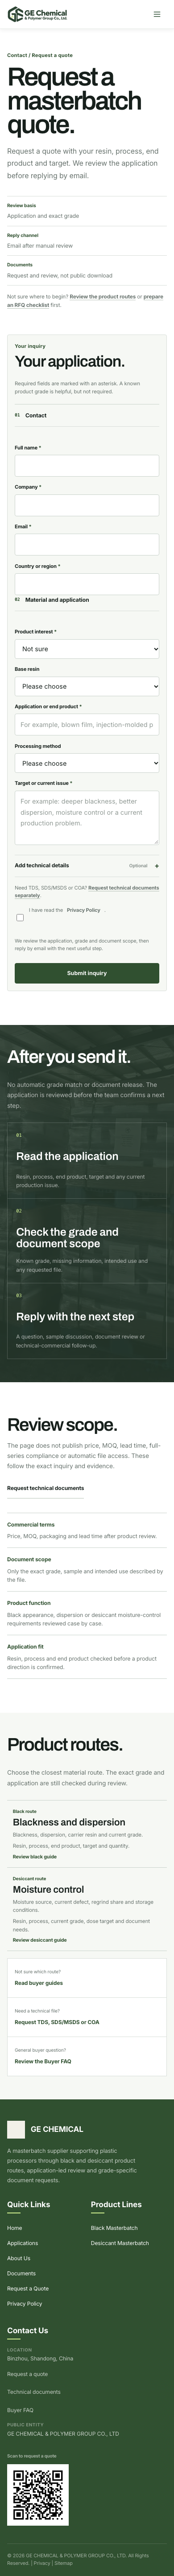 GE Chemical
& Polymer Group Co., Ltd
Contact / Request a quote
Request a
masterbatch
quote.
Request a quote with your resin, process, end
product and target. We review the application
before replying by email.
Review basis
Application and exact grade
Reply channel
Email after manual review
Documents
Request and review, not public download
Not sure where to begin? Review the product routes or prepare
an RFQ checklist first.
Your inquiry
Your application.
Required fields are marked with an asterisk. A known
product grade is helpful, but not required.
01 Contact
Full name *
Company *
Email *
Country or region *
02 Material and application
Product interest *
Not sure
Base resin
Please choose
Application or end product *
For example, blown film, injection-molded p
Processing method
Please choose
Target or current issue *
For example: deeper blackness, better
dispersion, moisture control or a current
production problem.
Add technical details Optional +
Need TDS, SDS/MSDS or COA? Request technical documents
separately.
I have read the Privacy Policy .
We review the application, grade and document scope, then
reply by email with the next useful step.
Submit inquiry
After you send it.
No automatic grade match or document release. The
application is reviewed before the team confirms a next
step.
01
Read the application
Resin, process, end product, target and any current
production issue.
02
Check the grade and
document scope
Known grade, missing information, intended use and
any requested file.
03
Reply with the next step
A question, sample discussion, document review or
technical-commercial follow-up.
Review scope.
The page does not publish price, MOQ, lead time, full-
series compliance or automatic file access. These
follow the exact inquiry and evidence.
Request technical documents
Commercial terms
Price, MOQ, packaging and lead time after product review.
Document scope
Only the exact grade, sample and intended use described by
the file.
Product function
Black appearance, dispersion or desiccant moisture-control
requirements reviewed case by case.
Application fit
Resin, process and end product checked before a product
direction is confirmed.
Product routes.
Choose the closest material route. The exact grade and
application are still checked during review.
Black route
Blackness and dispersion
Blackness, dispersion, carrier resin and current grade.
Resin, process, end product, target and quantity.
Review black guide
Desiccant route
Moisture control
Moisture source, current defect, regrind share and storage
conditions.
Resin, process, current grade, dose target and document
needs.
Review desiccant guide
Not sure which route?
Read buyer guides
Need a technical file?
Request TDS, SDS/MSDS or COA
General buyer question?
Review the Buyer FAQ
GE CHEMICAL
A masterbatch supplier supporting plastic
processors through black and desiccant product
routes, application-led review and grade-specific
document requests.
Quick Links
Home
Applications
About Us
Documents
Request a Quote
Privacy Policy
Product Lines
Black Masterbatch
Desiccant Masterbatch
Contact Us
LOCATION
Binzhou, Shandong, China
Request a quote
Technical documents
Buyer FAQ
PUBLIC ENTITY
GE CHEMICAL & POLYMER GROUP CO., LTD
Scan to request a quote
© 2026 GE CHEMICAL & POLYMER GROUP CO., LTD. All Rights
Reserved. | Privacy | Sitemap